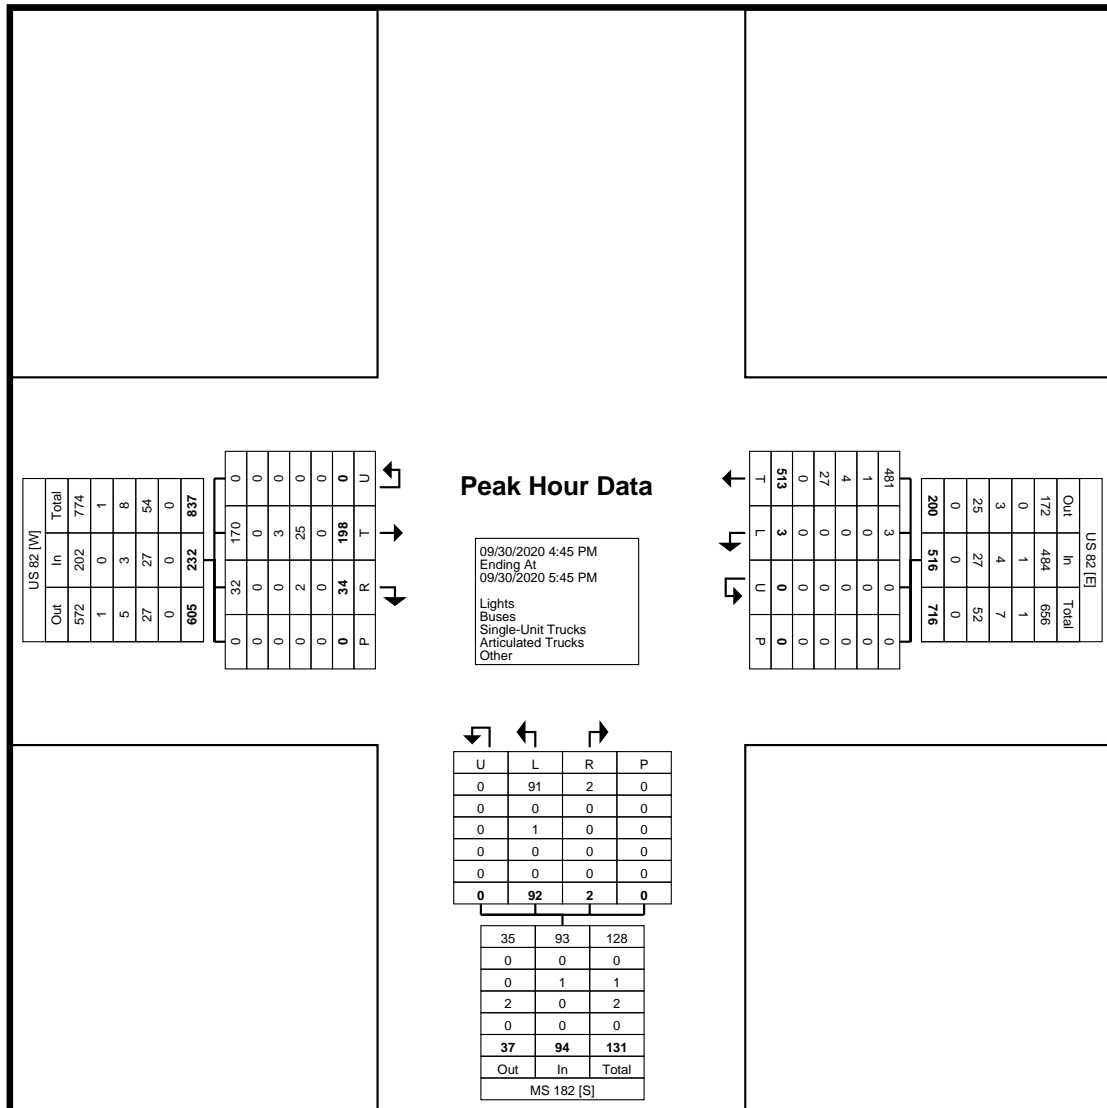 Peak Hour Data
09/30/2020 4:45 PM
Ending At
09/30/2020 5:45 PM
Lights
Buses
Single-Unit Trucks
Articulated Trucks
Other
US 82 [W]
Total In Out
774 202 572
1 0 1
8 3 5
54 27 27
0 0 0
837 232 605
0 170 32 0
0 0 0 0
0 3 0 0
0 25 2 0
0 0 0 0
0 198 34 0
U T R P
US 82 [E]
Out In Total
172 484 656
0 1 1
3 4 7
25 27 52
0 0 0
200 516 716
481 3 0 0
1 0 0 0
4 0 0 0
27 0 0 0
0 0 0 0
513 3 0 0
T L U P
U L R P
0 91 2 0
0 0 0 0
0 1 0 0
0 0 0 0
0 0 0 0
0 92 2 0
35 93 128
0 0 0
0 1 1
2 0 2
0 0 0
37 94 131
Out In Total
MS 182 [S]